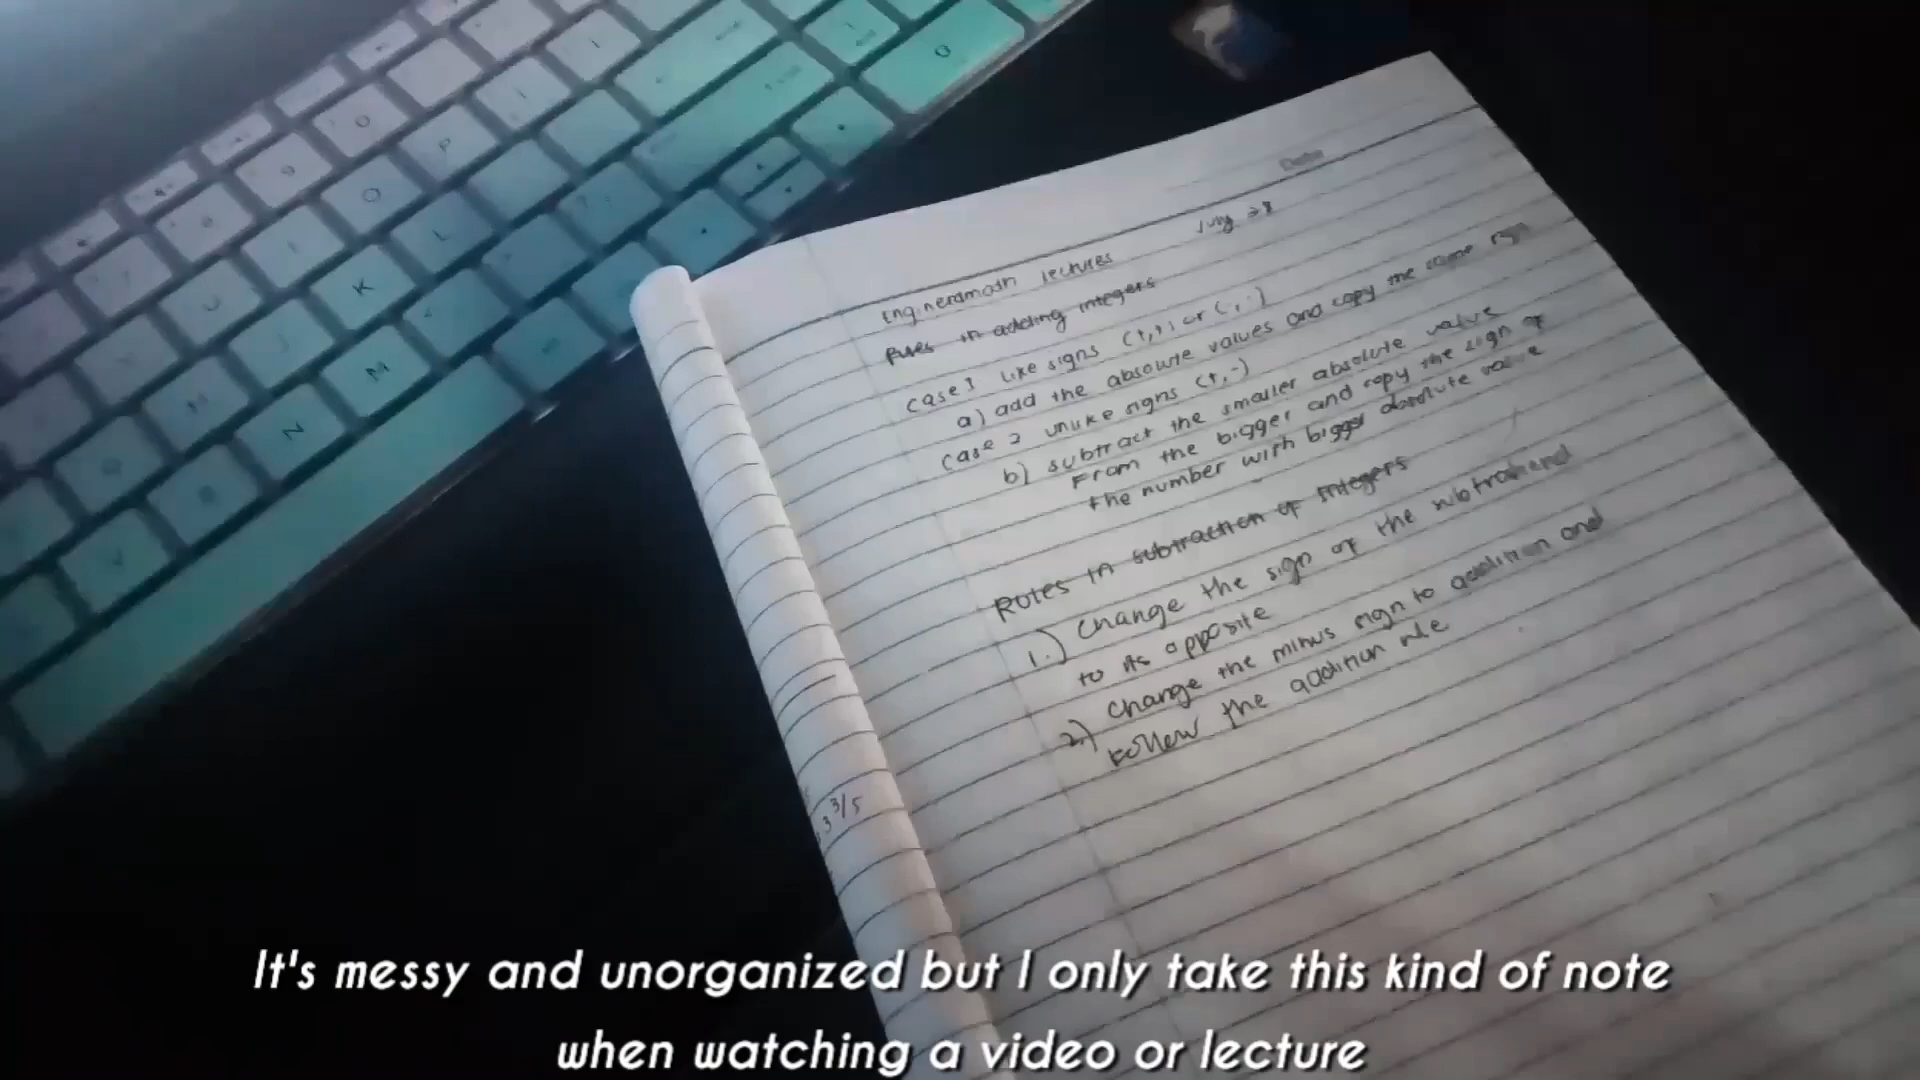 Date
July 28
Enginerdmath lectures
Rules in adding integers
case 1 like signs (+,+) or (-,-)
a) add the absolute values and copy the same sign
case 2 unlike signs (+,-)
b) subtract the smaller absolute value
From the bigger and copy the sign of
the number with bigger absolute value
Rules in subtraction of integers
1.) change the sign of the subtrahend
to its opposite
2) change the minus sign to addition and
follow the addition rule
3 3/5
It's messy and unorganized but I only take this kind of note
when watching a video or lecture